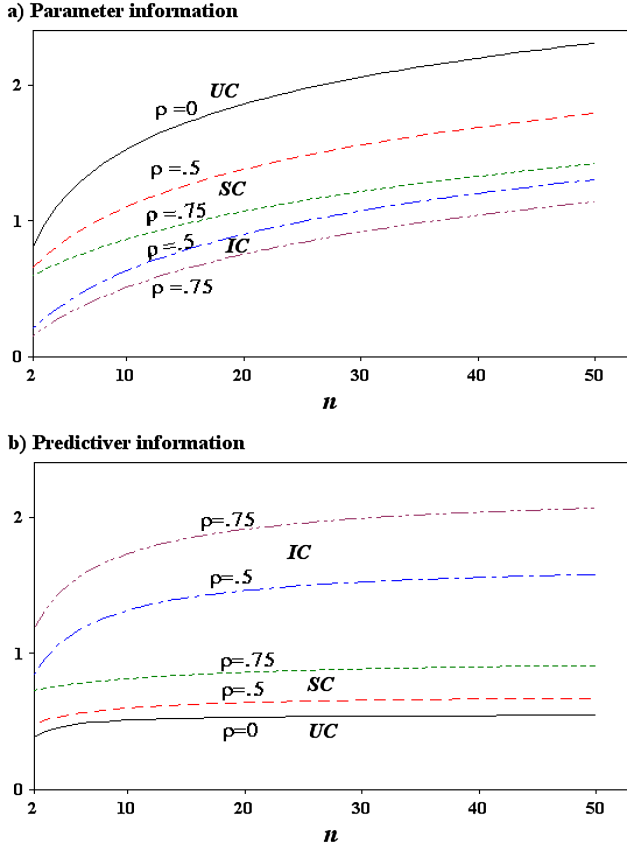 a) Parameter information
2
UC
ρ =0
ρ =.5
SC
ρ =.75
1
ρ =.5
IC
ρ =.75
0
2 10 20 30 40 50
n
b) Predictiver information
2
ρ=.75
IC
ρ=.5
1
ρ=.75
SC
ρ=.5
ρ=0 UC
0
2 10 20 30 40 50
n